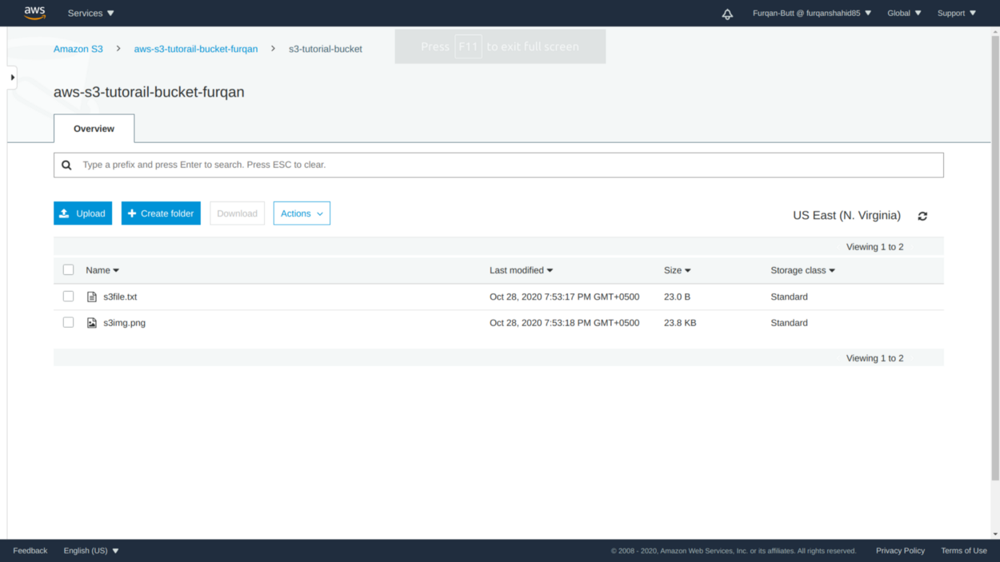 aws Services Furqan-Butt @ furqanshahid85 Global Support
Press F11 to exit full screen
Amazon S3 > aws-s3-tutorail-bucket-furqan > s3-tutorial-bucket
aws-s3-tutorail-bucket-furqan
Overview
Type a prefix and press Enter to search. Press ESC to clear.
Upload + Create folder Download Actions US East (N. Virginia)
Viewing 1 to 2
Name Last modified Size Storage class
s3file.txt Oct 28, 2020 7:53:17 PM GMT+0500 23.0 B Standard
s3img.png Oct 28, 2020 7:53:18 PM GMT+0500 23.8 KB Standard
Viewing 1 to 2
Feedback English (US) © 2008 - 2020, Amazon Web Services, Inc. or its affiliates. All rights reserved. Privacy Policy Terms of Use